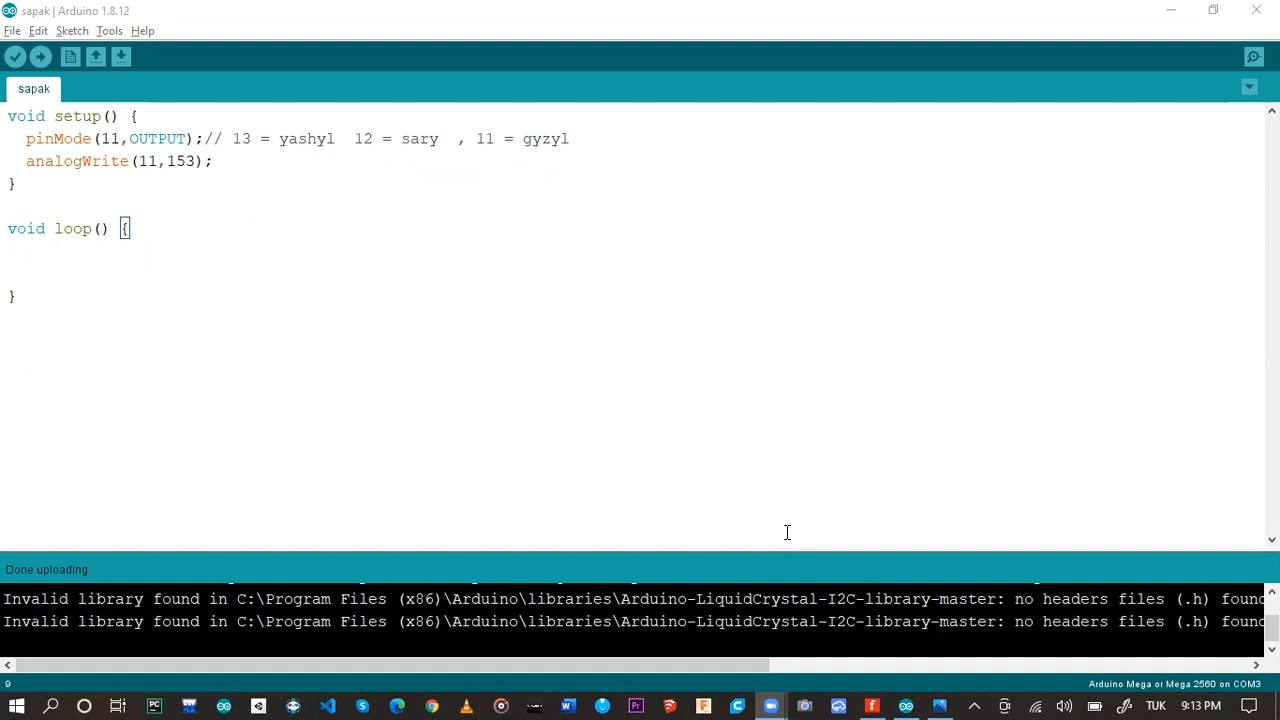 sapak | Arduino 1.8.12
File Edit Sketch Tools Help
sapak
void setup() {
pinMode(11,OUTPUT);// 13 = yashyl 12 = sary , 11 = gyzyl
analogWrite(11,153);
}
void loop() {
}
Done uploading.
Invalid library found in C:\Program Files (x86)\Arduino\libraries\Arduino-LiquidCrystal-I2C-library-master: no headers files (.h) found
Invalid library found in C:\Program Files (x86)\Arduino\libraries\Arduino-LiquidCrystal-I2C-library-master: no headers files (.h) found
9
Arduino Mega or Mega 2560 on COM3
TUK 9:13 PM